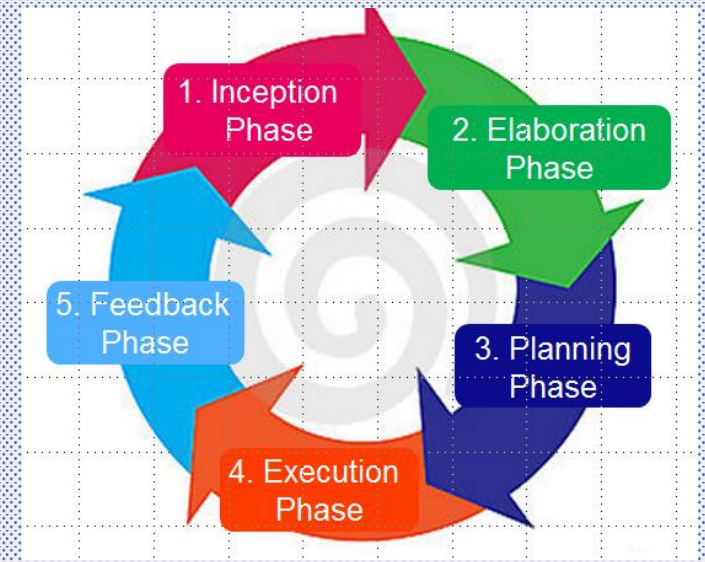 1. Inception
Phase
2. Elaboration
Phase
3. Planning
Phase
4. Execution
Phase
5. Feedback
Phase